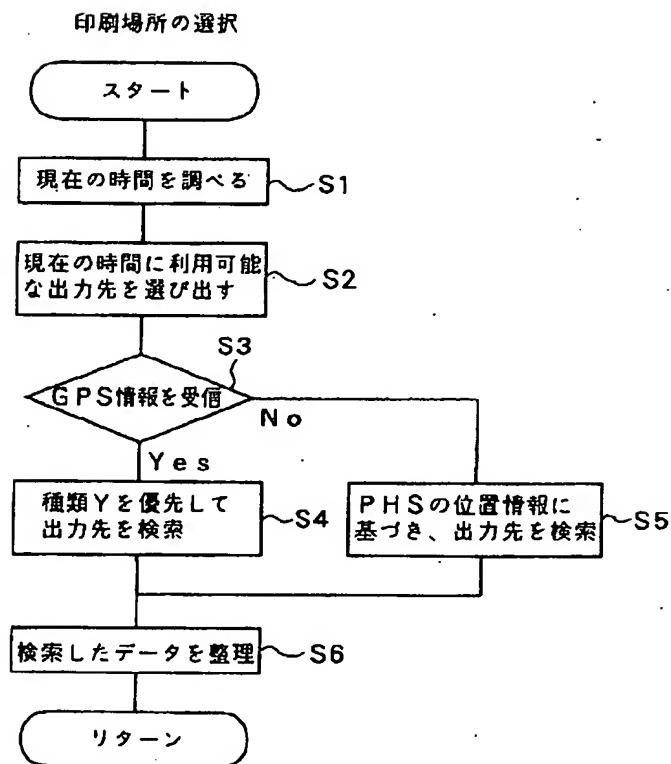 印刷場所の選択
スタート
現在の時間を調べる
S1
現在の時間に利用可能
な出力先を選び出す
S2
S3
GPS情報を受信
No
Yes
種類Yを優先して
出力先を検索
S4
PHSの位置情報に
基づき、出力先を検索
S5
検索したデータを整理
S6
リターン